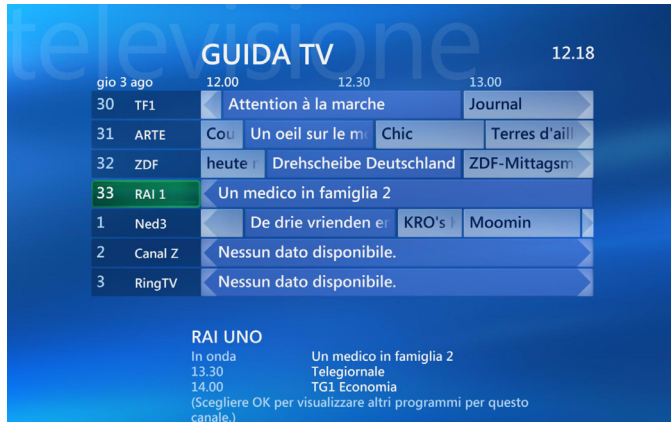 televisione
GUIDA TV 12.18
gio 3 ago 12.00 12.30 13.00
30 TF1 Attention à la marche Journal
31 ARTE Cou Un oeil sur le m Chic Terres d'aill
32 ZDF heute Drehscheibe Deutschland ZDF-Mittagsm
33 RAI 1 Un medico in famiglia 2
1 Ned3 De drie vrienden en KRO's Moomin
2 Canal Z Nessun dato disponibile.
3 RingTV Nessun dato disponibile.
RAI UNO
In onda Un medico in famiglia 2
13.30 Telegiornale
14.00 TG1 Economia
(Scegliere OK per visualizzare altri programmi per questo
canale.)